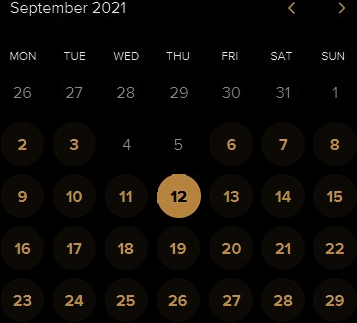 September 2021
MON TUE WED THU FRI SAT SUN
26 27 28 29 30 31 1
2 3 4 5 6 7 8
9 10 11 12 13 14 15
16 17 18 19 20 21 22
23 24 25 26 27 28 29